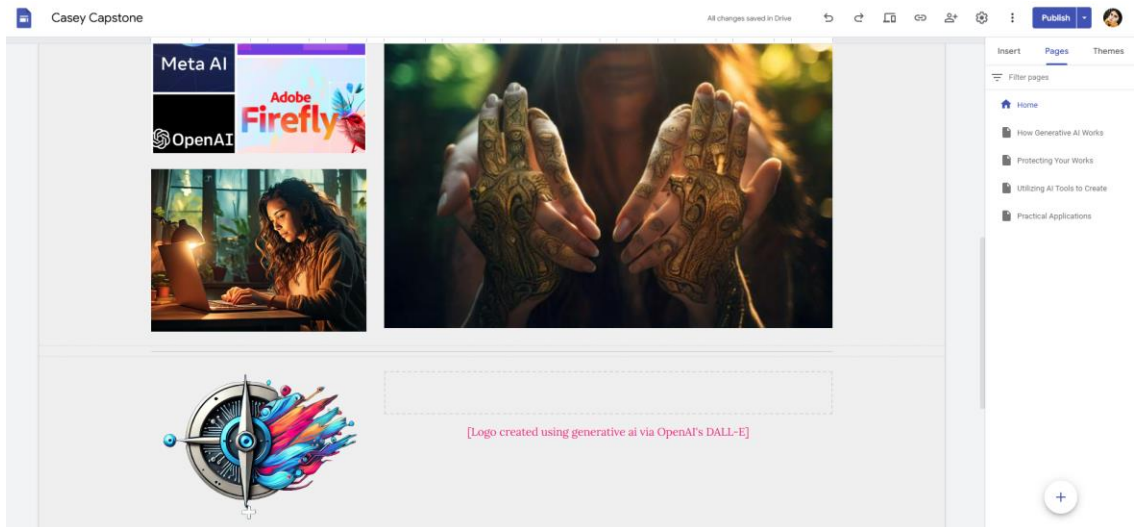 Casey Capstone
All changes saved in Drive
Publish
Insert Pages Themes
Filter pages
Home
How Generative AI Works
Protecting Your Works
Utilizing AI Tools to Create
Practical Applications
Meta AI
Adobe
Firefly
OpenAI
[Logo created using generative ai via OpenAI's DALL-E]